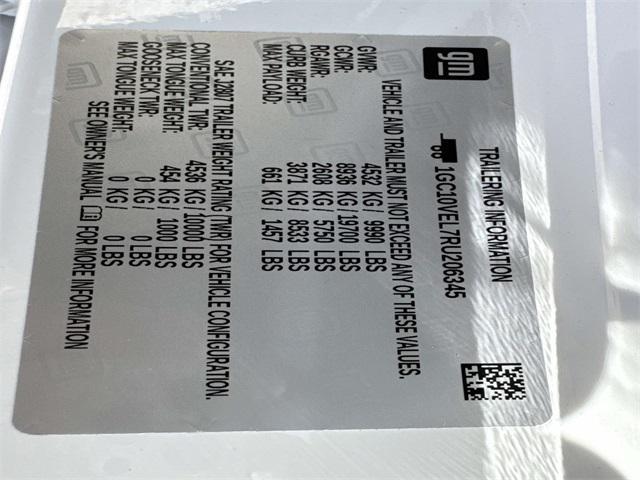 gm
TRAILERING INFORMATION
1GC10VEL7RU206345
VEHICLE AND TRAILER MUST NOT EXCEED ANY OF THESE VALUES.
GVWR: 4532 KG / 9990 LBS
GCWR: 8936 KG / 19700 LBS
RGAWR: 2608 KG / 5750 LBS
CURB WEIGHT: 3871 KG / 8533 LBS
MAX PAYLOAD: 661 KG / 1457 LBS
SAE J2807 TRAILER WEIGHT RATING (TWR) FOR VEHICLE CONFIGURATION.
CONVENTIONAL TWR: 4536 KG / 10000 LBS
MAX TONGUE WEIGHT: 454 KG / 1000 LBS
GOOSENECK TWR: 0 KG / 0 LBS
MAX TONGUE WEIGHT: 0 KG / 0 LBS
SEE OWNER'S MANUAL FOR MORE INFORMATION